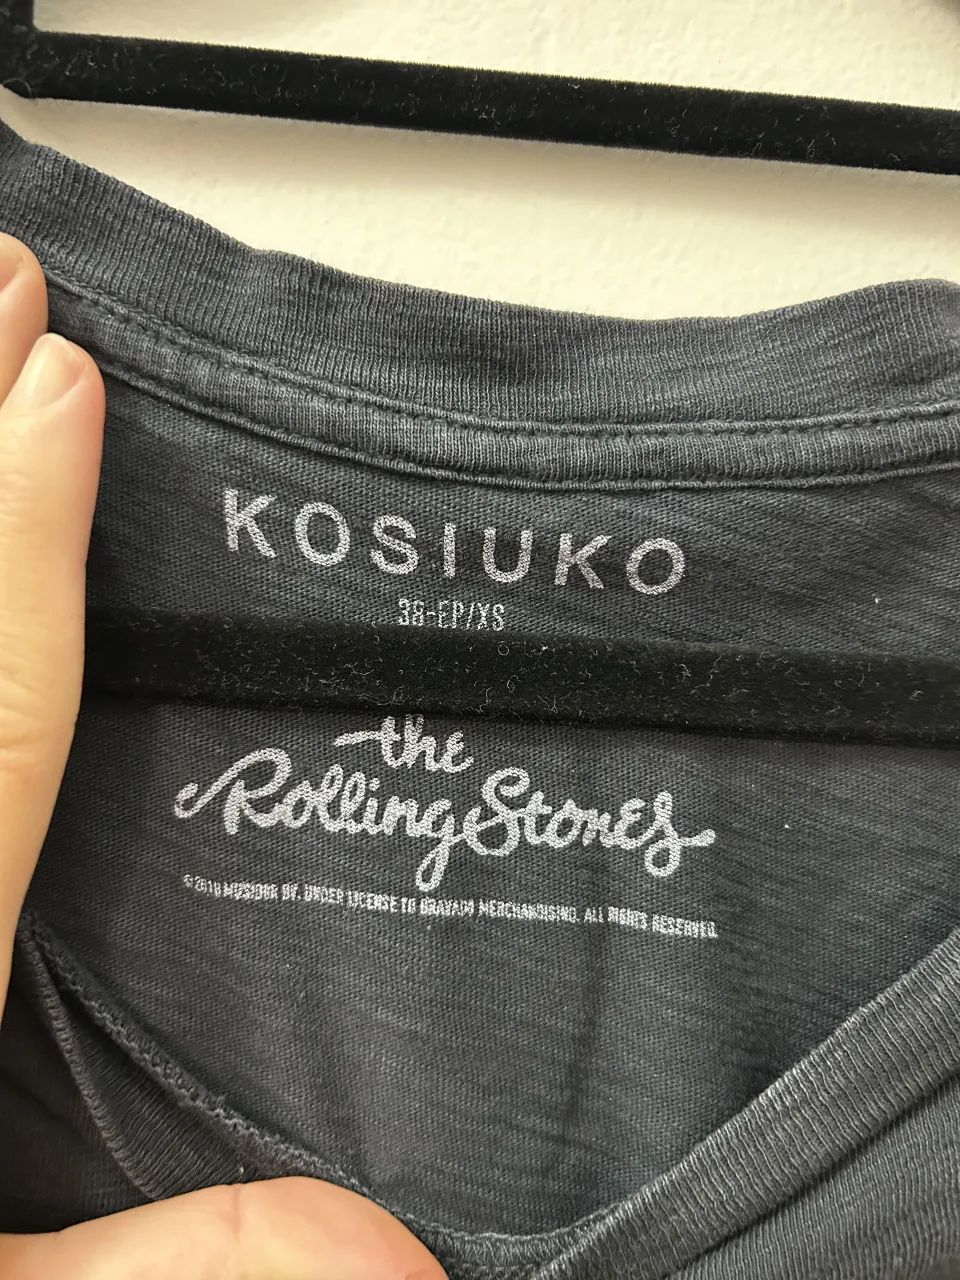 KOSIUKO
38-EP/XS
the
Rolling Stones
©2018 MUSIDOR BV. UNDER LICENSE TO BRAVADO MERCHANDISING. ALL RIGHTS RESERVED.